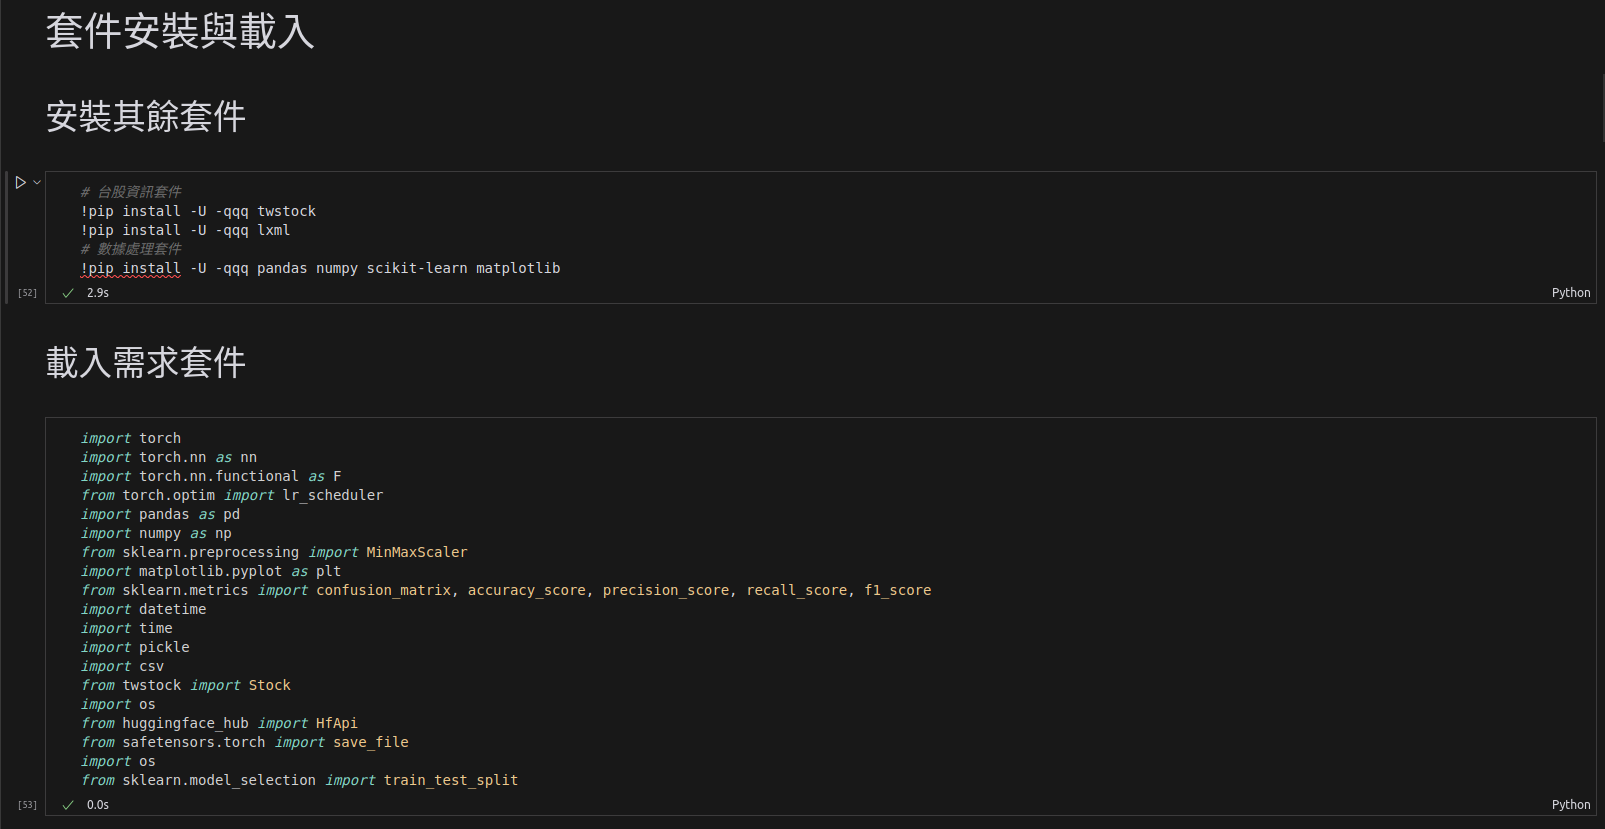 套件安裝與載入
安裝其餘套件
# 台股資訊套件
!pip install -U -qqq twstock
!pip install -U -qqq lxml
# 數據處理套件
!pip install -U -qqq pandas numpy scikit-learn matplotlib
[52]
2.9s
Python
載入需求套件
import torch
import torch.nn as nn
import torch.nn.functional as F
from torch.optim import lr_scheduler
import pandas as pd
import numpy as np
from sklearn.preprocessing import MinMaxScaler
import matplotlib.pyplot as plt
from sklearn.metrics import confusion_matrix, accuracy_score, precision_score, recall_score, f1_score
import datetime
import time
import pickle
import csv
from twstock import Stock
import os
from huggingface_hub import HfApi
from safetensors.torch import save_file
import os
from sklearn.model_selection import train_test_split
[53]
0.0s
Python